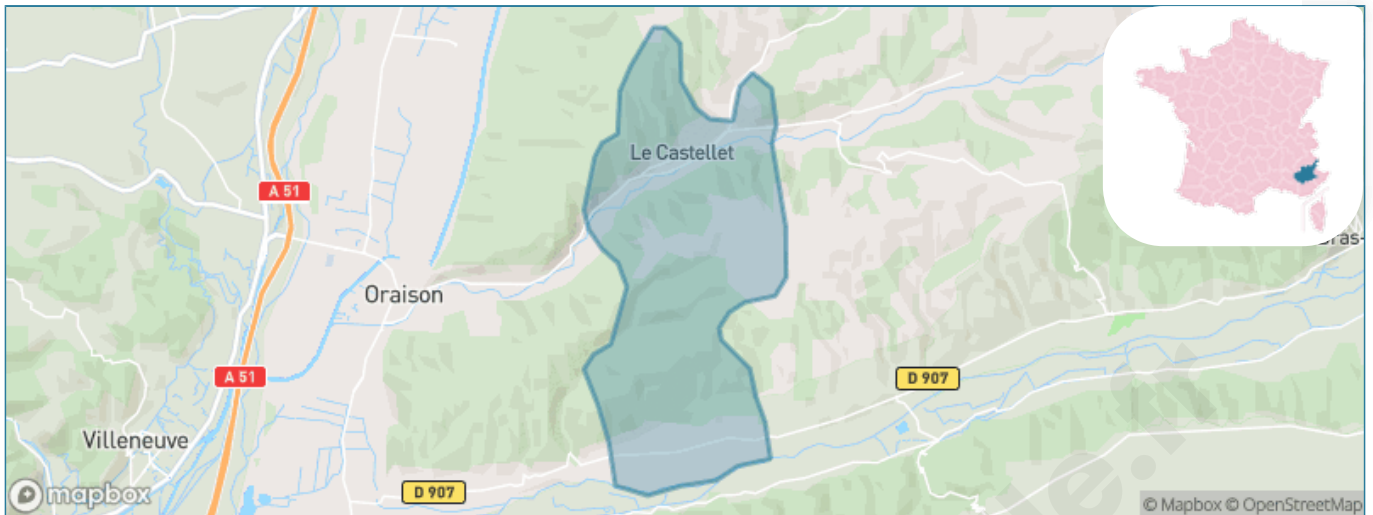 Le Castellet
A 51
Oraison
A 51
D 907
Villeneuve
D 907
mapbox
© Mapbox © OpenStreetMap